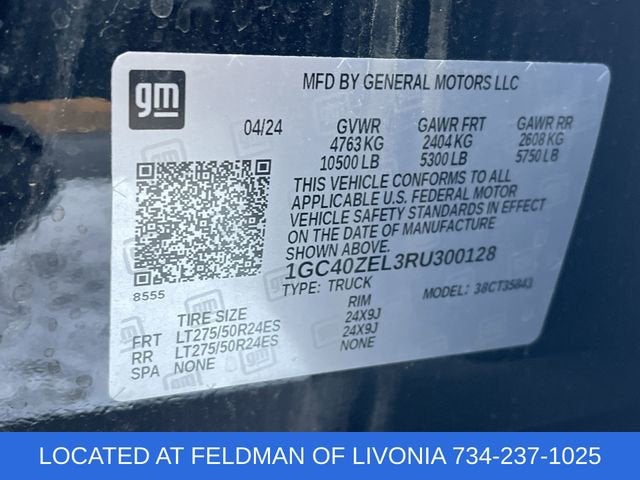 gm
MFD BY GENERAL MOTORS LLC
04/24 GVWR GAWR FRT GAWR RR
4763 KG 2404 KG 2608 KG
10500 LB 5300 LB 5750 LB
THIS VEHICLE CONFORMS TO ALL
APPLICABLE U.S. FEDERAL MOTOR
VEHICLE SAFETY STANDARDS IN EFFECT
ON THE DATE OF MANUFACTURE
SHOWN ABOVE.
1GC40ZEL3RU300128
TYPE: TRUCK MODEL: 38CT35843
8555
TIRE SIZE RIM
FRT LT275/50R24ES 24X9J
RR LT275/50R24ES 24X9J
SPA NONE NONE
LOCATED AT FELDMAN OF LIVONIA 734-237-1025